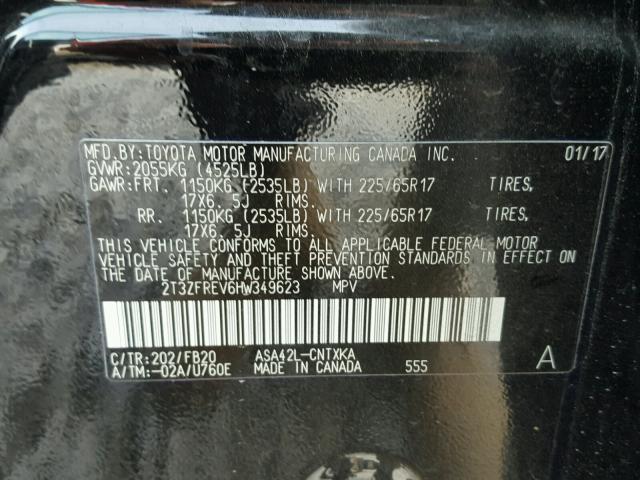 MFD.BY:TOYOTA MOTOR MANUFACTURING CANADA INC. 01/17
GVWR:2055KG (4525LB)
GAWR:FRT. 1150KG (2535LB) WITH 225/65R17 TIRES,
17X6. 5J RIMS.
RR. 1150KG (2535LB) WITH 225/65R17 TIRES,
17X6. 5J RIMS.
THIS VEHICLE CONFORMS TO ALL APPLICABLE FEDERAL MOTOR
VEHICLE SAFETY AND THEFT PREVENTION STANDARDS IN EFFECT ON
THE DATE OF MANUFACTURE SHOWN ABOVE.
2T3ZFREV6HW349623 MPV
C/TR:202/FB20 ASA42L-CNTXKA
A/TM:-02A/U760E MADE IN CANADA 555 A